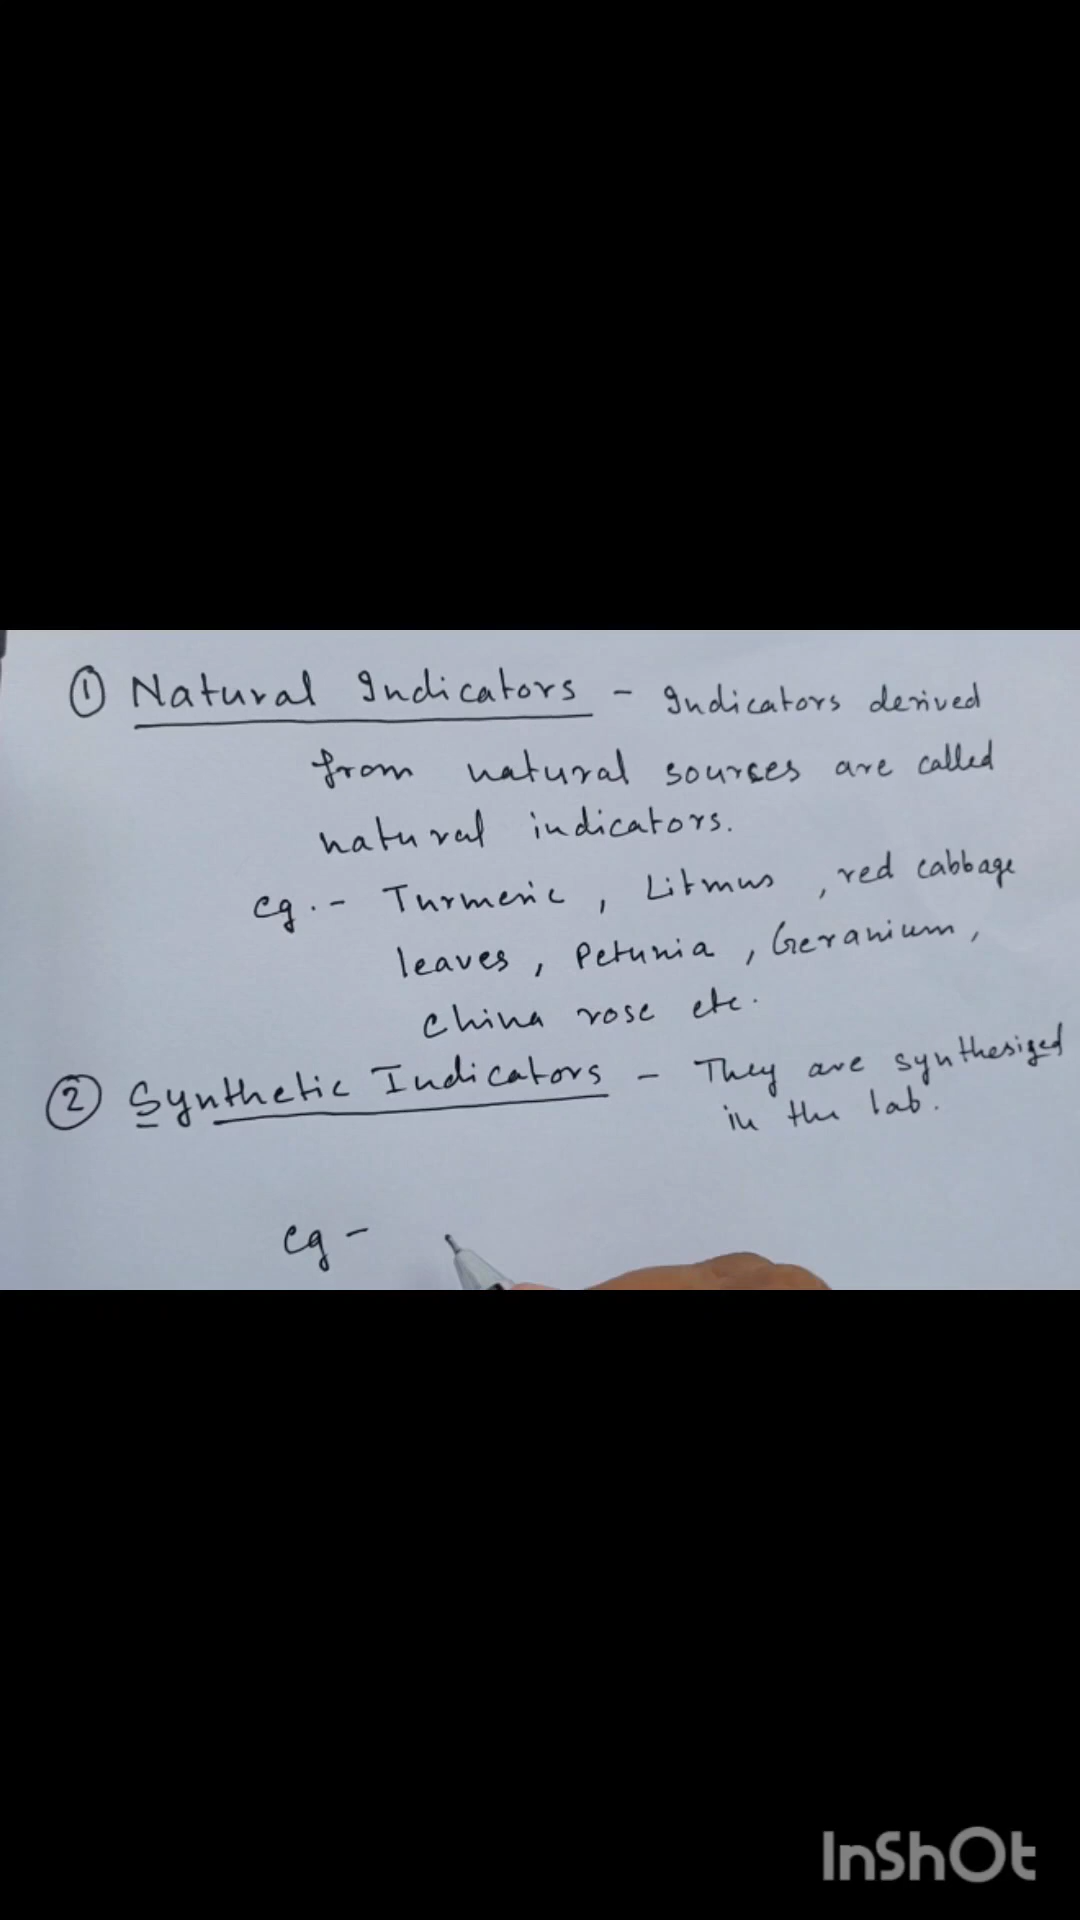 ① Natural Indicators - Indicators derived
from natural sources are called
natural indicators.
eg.- Turmeric, Litmus, red cabbage
leaves, Petunia, Geranium,
China rose etc.
② Synthetic Indicators - They are synthesized
in the lab.
eg -
InShOt